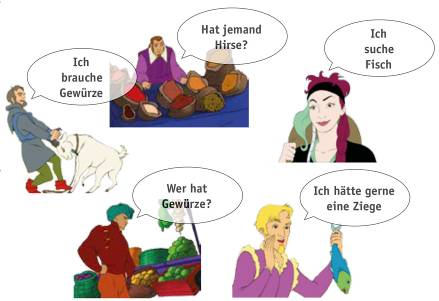 Hat jemand
Hirse?
Ich
suche
Fisch
Ich
brauche
Gewürze
Wer hat
Gewürze?
Ich hätte gerne
eine Ziege